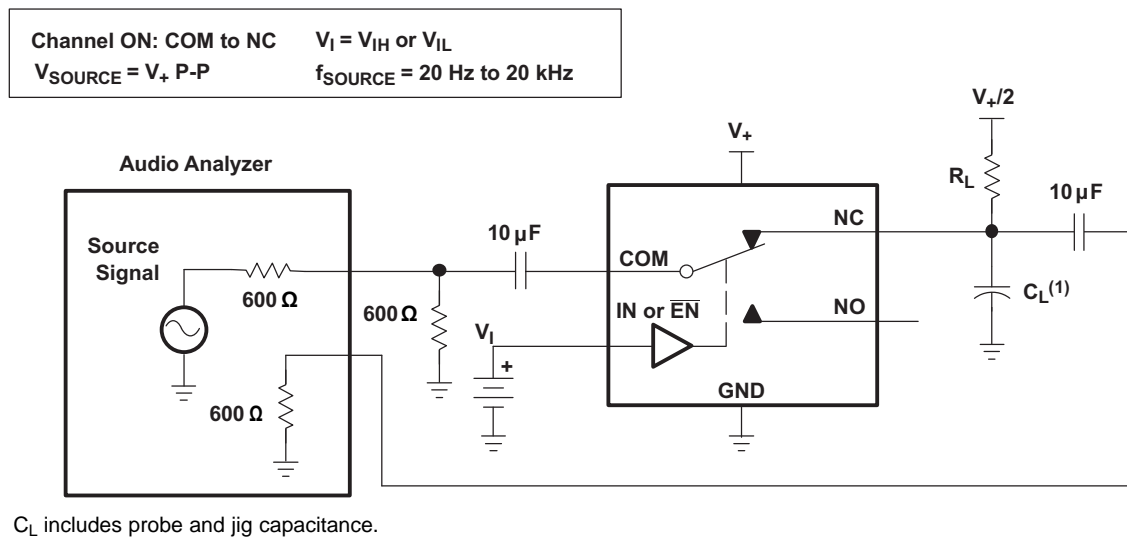 Channel ON: COM to NC V_I = V_IH or V_IL
V_SOURCE = V_+ P-P f_SOURCE = 20 Hz to 20 kHz
V_+/2
V_+
Audio Analyzer
R_L
10 µF
NC
Source
Signal
10 µF
COM
C_L(1)
600 Ω
600 Ω
V_I
IN or E̅N̅
NO
+
GND
600 Ω
C_L includes probe and jig capacitance.